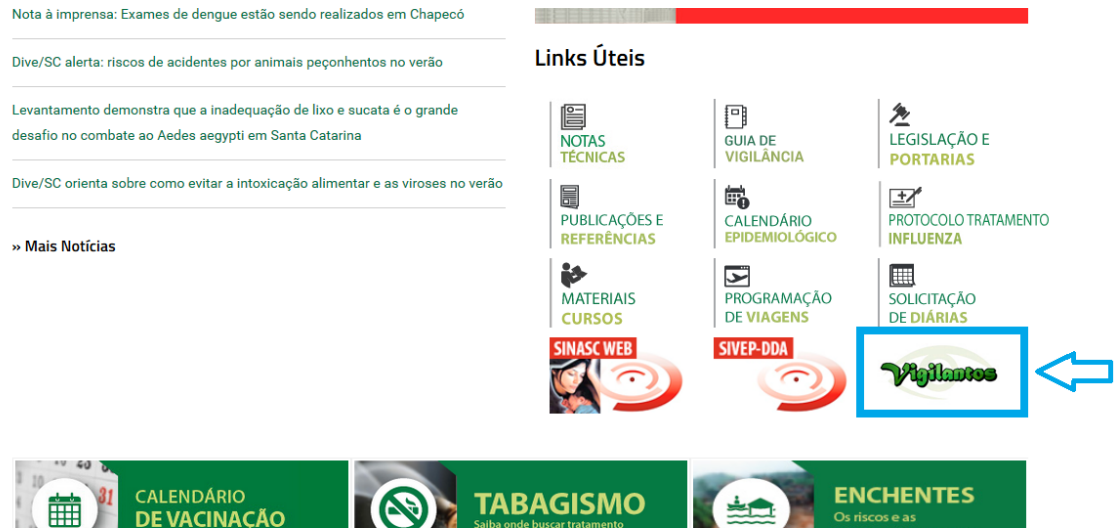 Nota à imprensa: Exames de dengue estão sendo realizados em Chapecó
Dive/SC alerta: riscos de acidentes por animais peçonhentos no verão
Levantamento demonstra que a inadequação de lixo e sucata é o grande
desafio no combate ao Aedes aegypti em Santa Catarina
Dive/SC orienta sobre como evitar a intoxicação alimentar e as viroses no verão
» Mais Notícias
Links Úteis
NOTAS
TÉCNICAS
GUIA DE
VIGILÂNCIA
LEGISLAÇÃO E
PORTARIAS
PUBLICAÇÕES E
REFERÊNCIAS
CALENDÁRIO
EPIDEMIOLÓGICO
PROTOCOLO TRATAMENTO
INFLUENZA
MATERIAIS
CURSOS
PROGRAMAÇÃO
DE VIAGENS
SOLICITAÇÃO
DE DIÁRIAS
SINASC WEB
SIVEP-DDA
Vigilantos
31
CALENDÁRIO
DE VACINAÇÃO
TABAGISMO
Saiba onde buscar tratamento
ENCHENTES
Os riscos e as